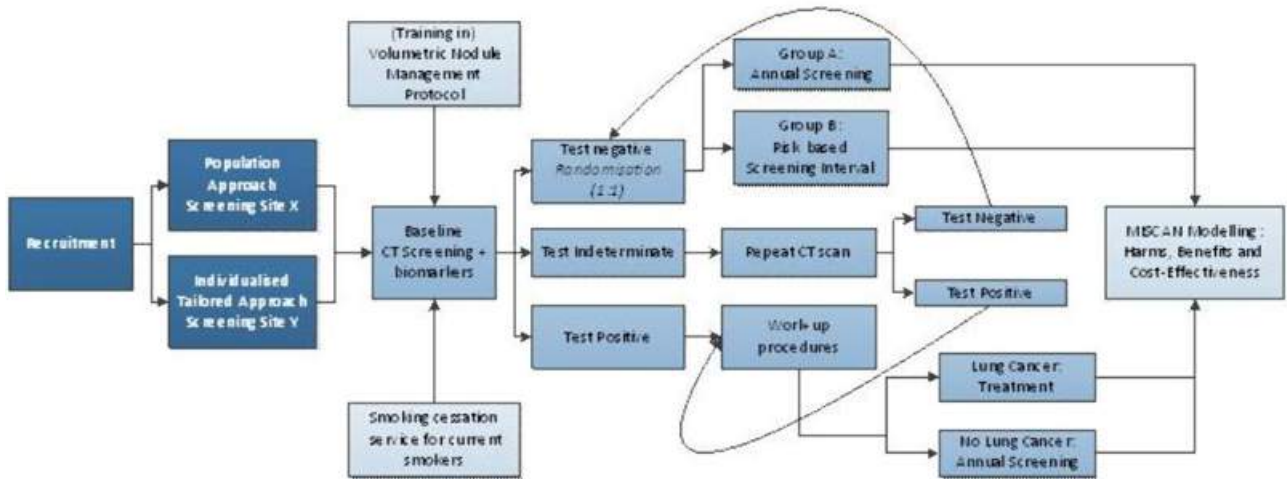 (Training in)
Volumetric Nodule
Management
Protocol
Recruitment
Population
Approach
Screening Site X
Individualised
Tailored Approach
Screening Site Y
Baseline
CT Screening +
biomarkers
Smoking cessation
service for current
smokers
Test negative
Randomisation
(1:1)
Test Indeterminate
Test Positive
Group A:
Annual Screening
Group B:
Risk based
Screening Interval
Repeat CT scan
Work-up
procedures
Test Negative
Test Positive
Lung Cancer:
Treatment
No Lung Cancer:
Annual Screening
MISCAN Modelling:
Harms, Benefits and
Cost-Effectiveness